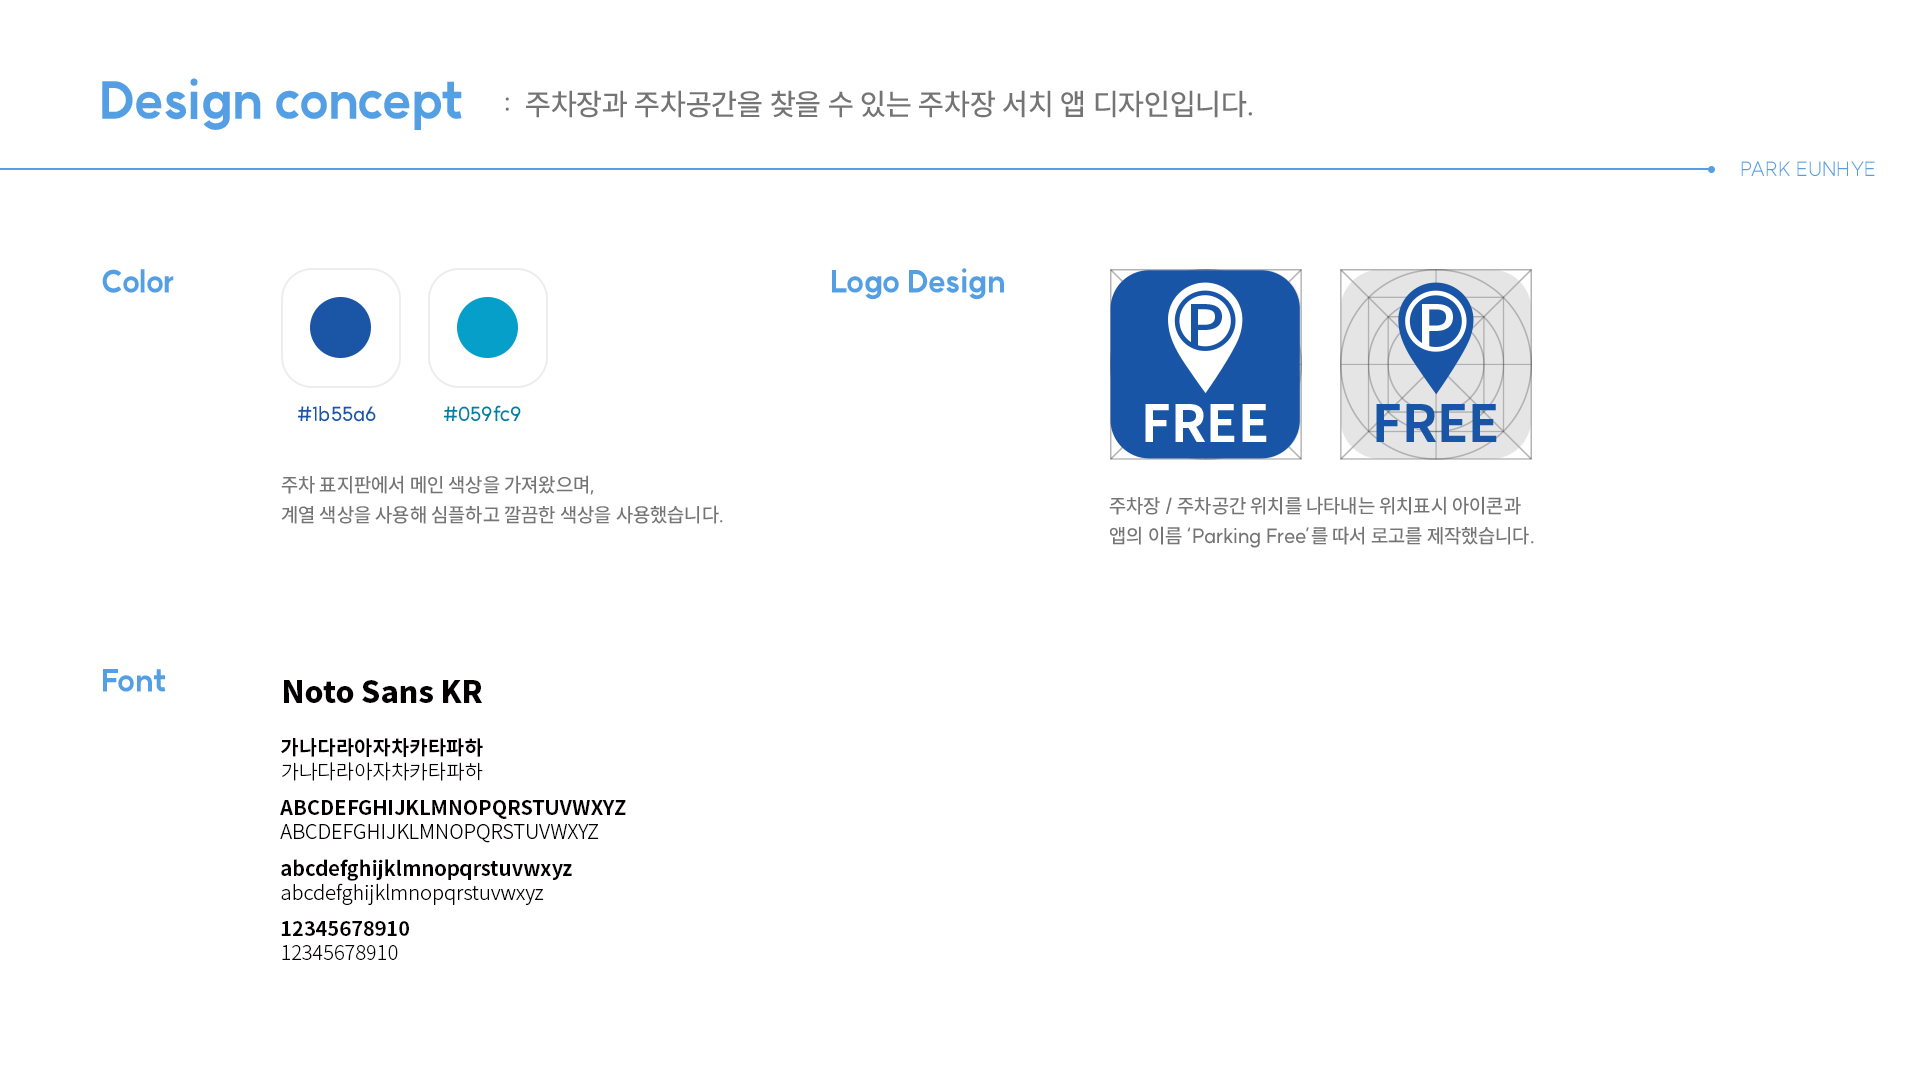 Design concept : 주차장과 주차공간을 찾을 수 있는 주차장 서치 앱 디자인입니다.
PARK EUNHYE
Color
#1b55a6
#059fc9
주차 표지판에서 메인 색상을 가져왔으며,
계열 색상을 사용해 심플하고 깔끔한 색상을 사용했습니다.
Logo Design
P
FREE
P
FREE
주차장 / 주차공간 위치를 나타내는 위치표시 아이콘과
앱의 이름 ‘Parking Free’를 따서 로고를 제작했습니다.
Font
Noto Sans KR
가나다라아자차카타파하
가나다라아자차카타파하
ABCDEFGHIJKLMNOPQRSTUVWXYZ
ABCDEFGHIJKLMNOPQRSTUVWXYZ
abcdefghijklmnopqrstuvwxyz
abcdefghijklmnopqrstuvwxyz
12345678910
12345678910